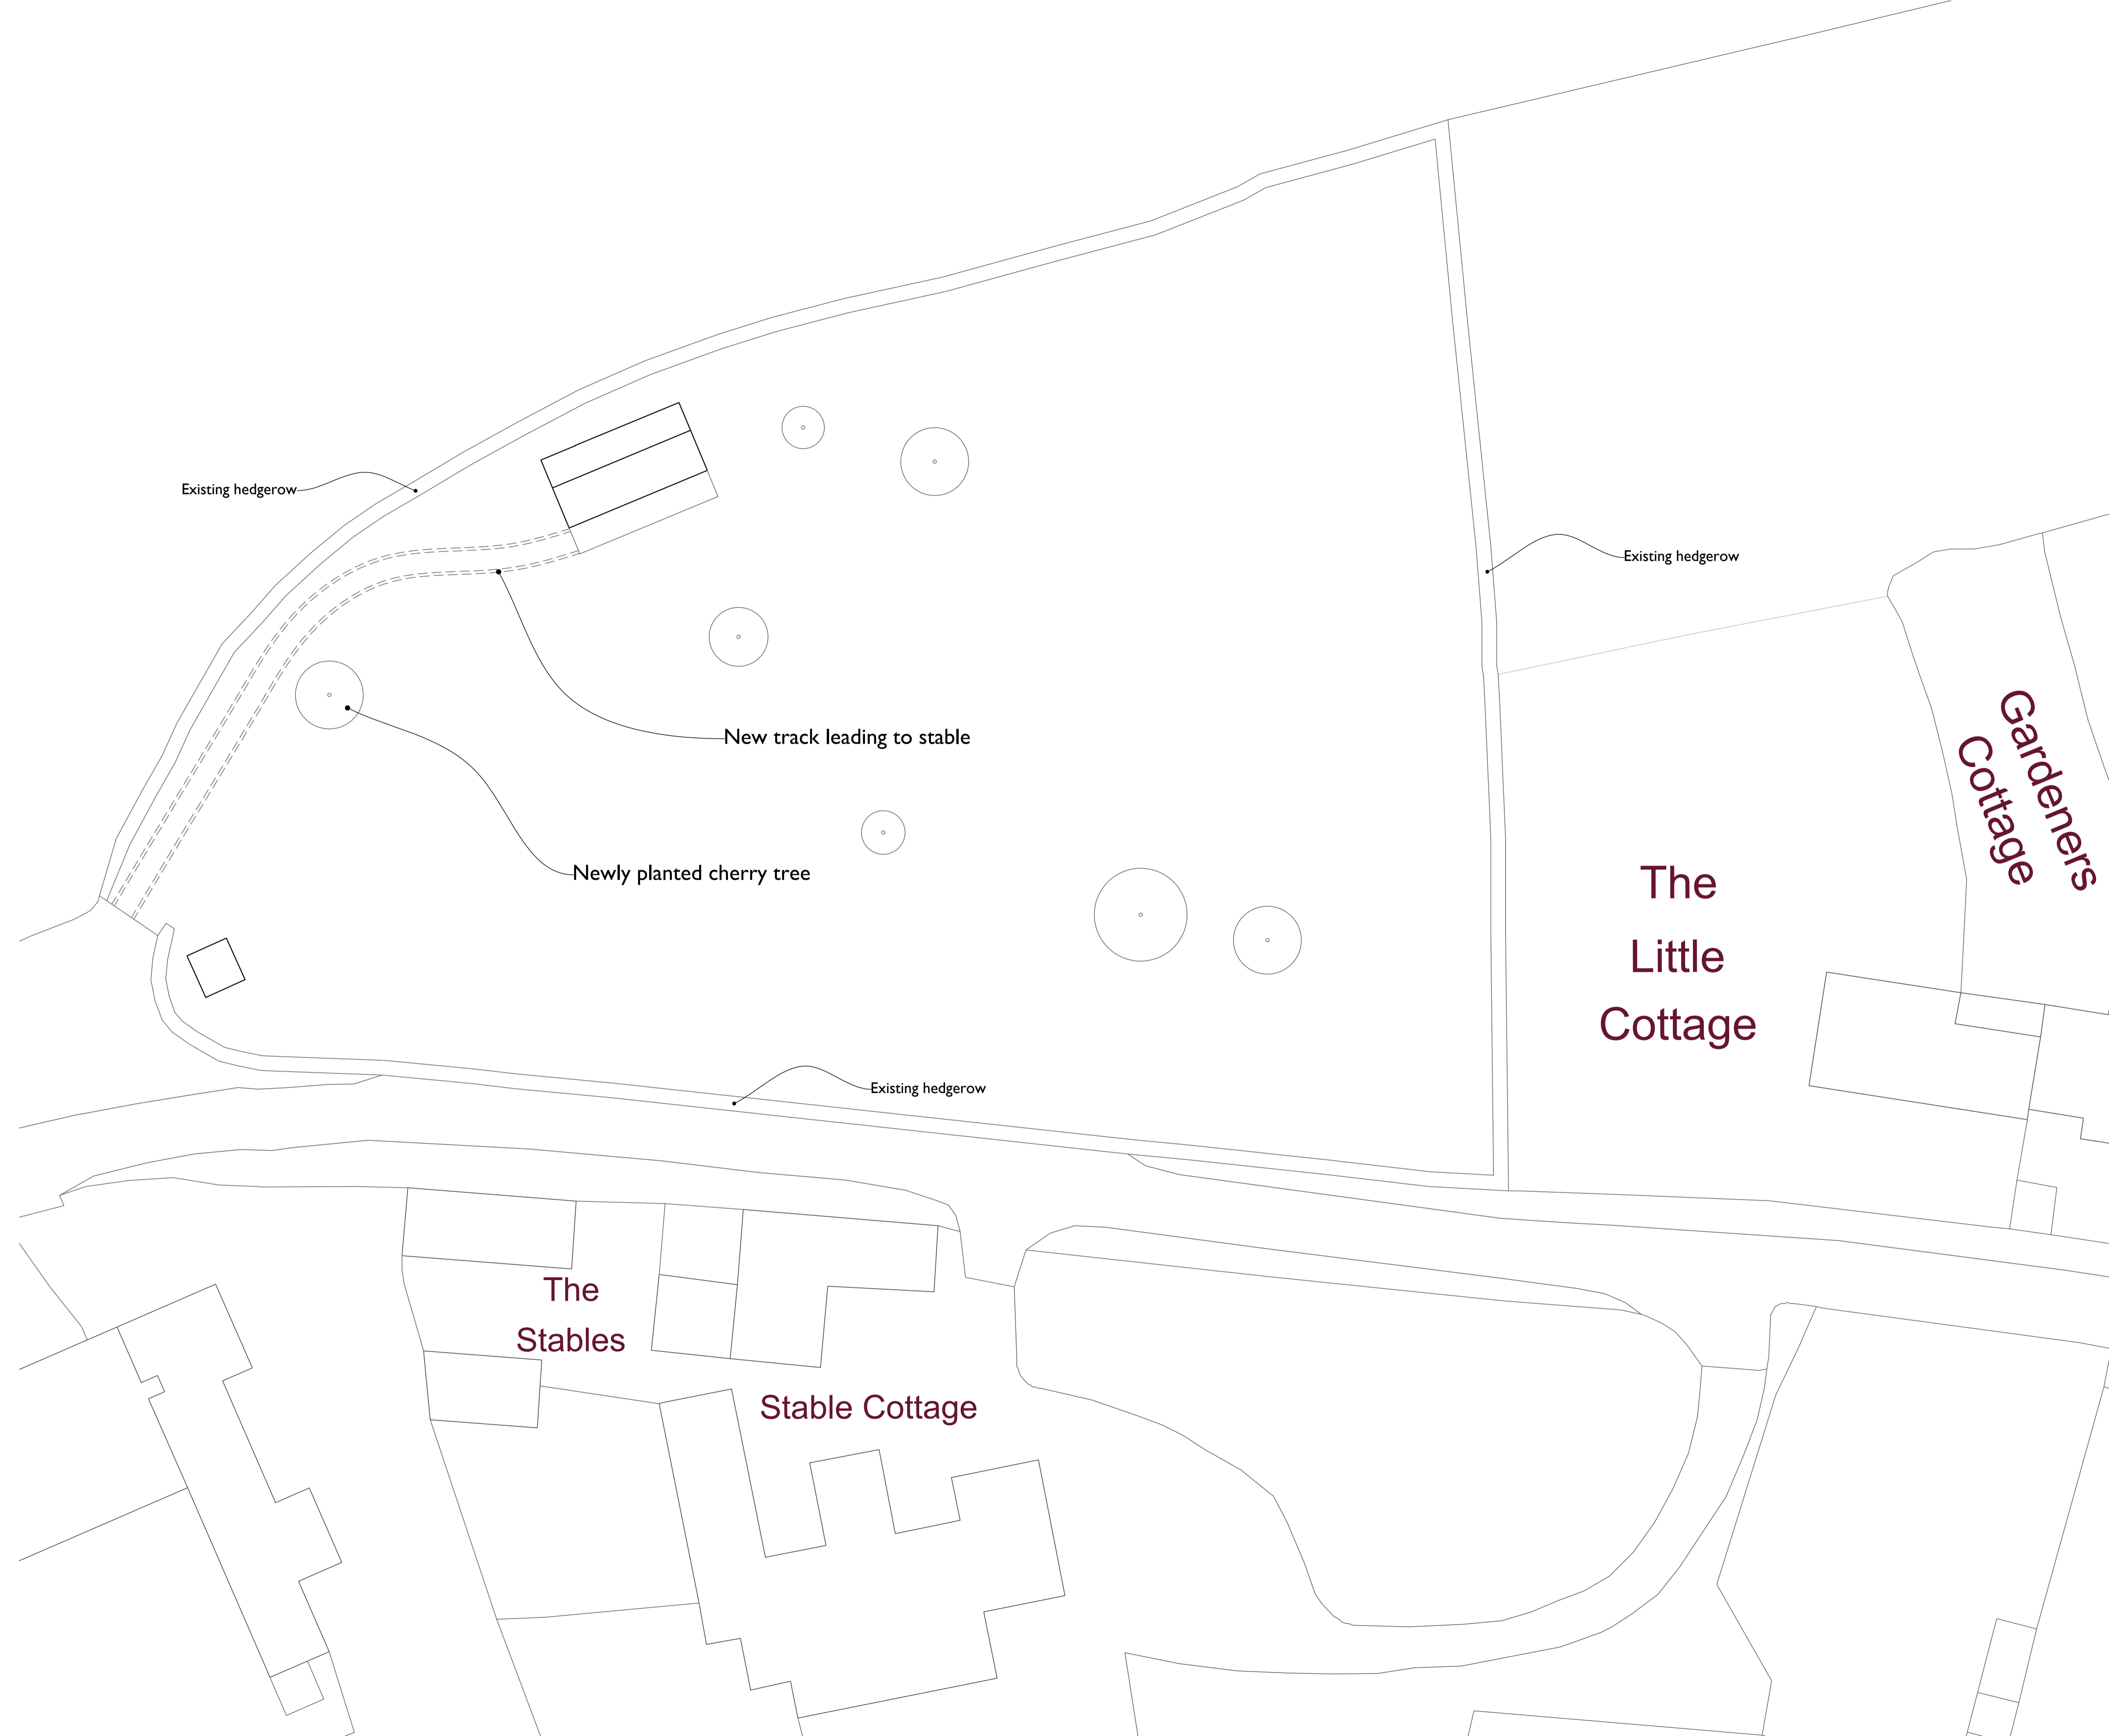 Existing hedgerow
Existing hedgerow
New track leading to stable
Newly planted cherry tree
Gardeners
Cottage
The
Little
Cottage
Existing hedgerow
The
Stables
Stable Cottage